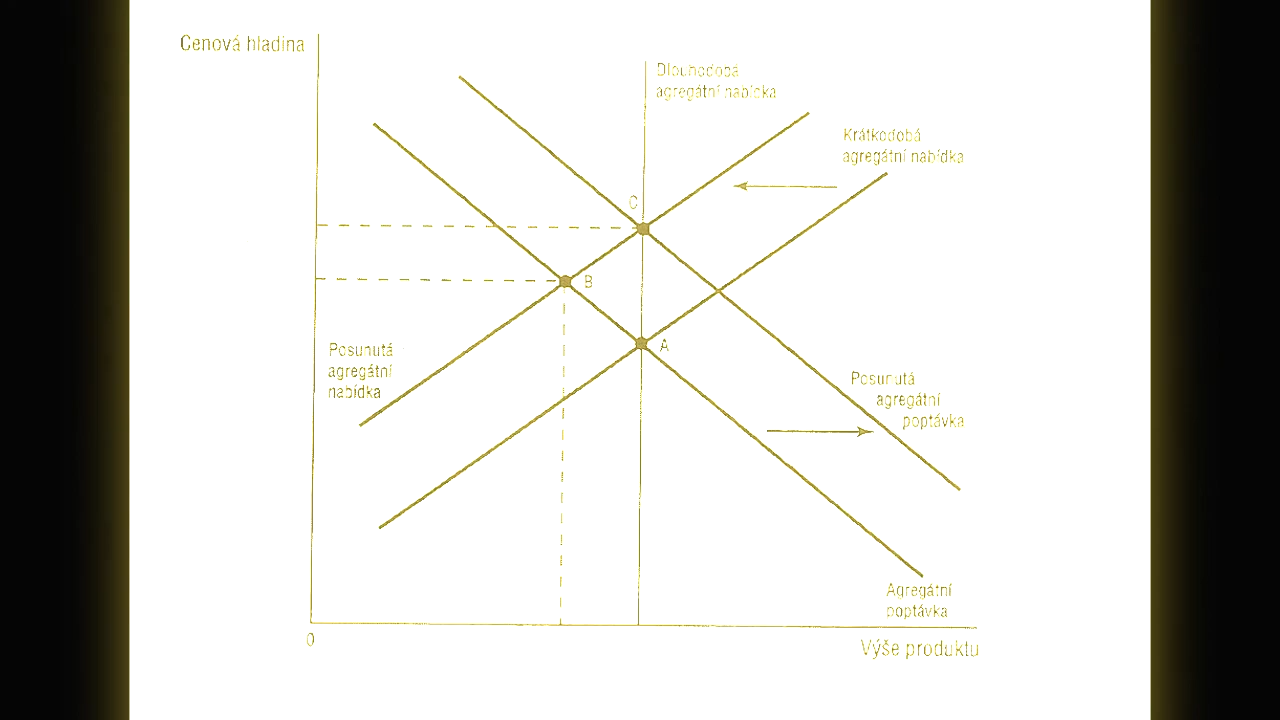 Cenová hladina
Dlouhodobá
agregátní nabídka
Krátkodobá
agregátní nabídka
C
B
A
Posunutá
agregátní
nabídka
Posunutá
agregátní
poptávka
Agregátní
poptávka
0
Výše produktu